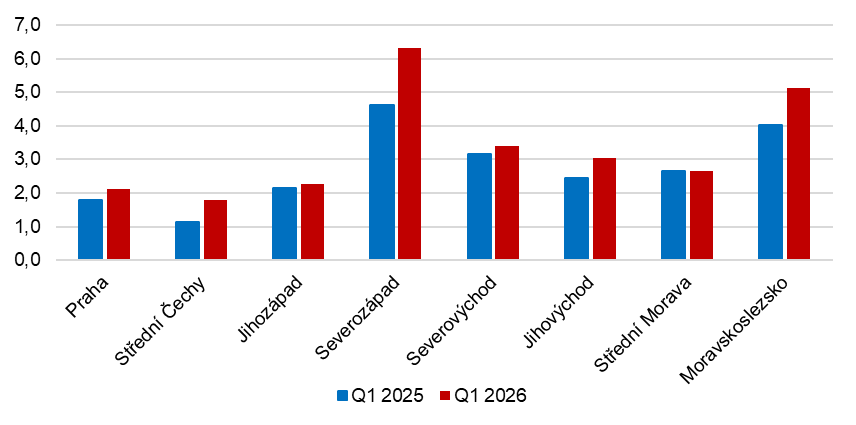 7,0
6,0
5,0
4,0
3,0
2,0
1,0
0,0
Praha
Střední Čechy
Jihozápad
Severozápad
Severovýchod
Jihovýchod
Střední Morava
Moravskoslezsko
Q1 2025 Q1 2026